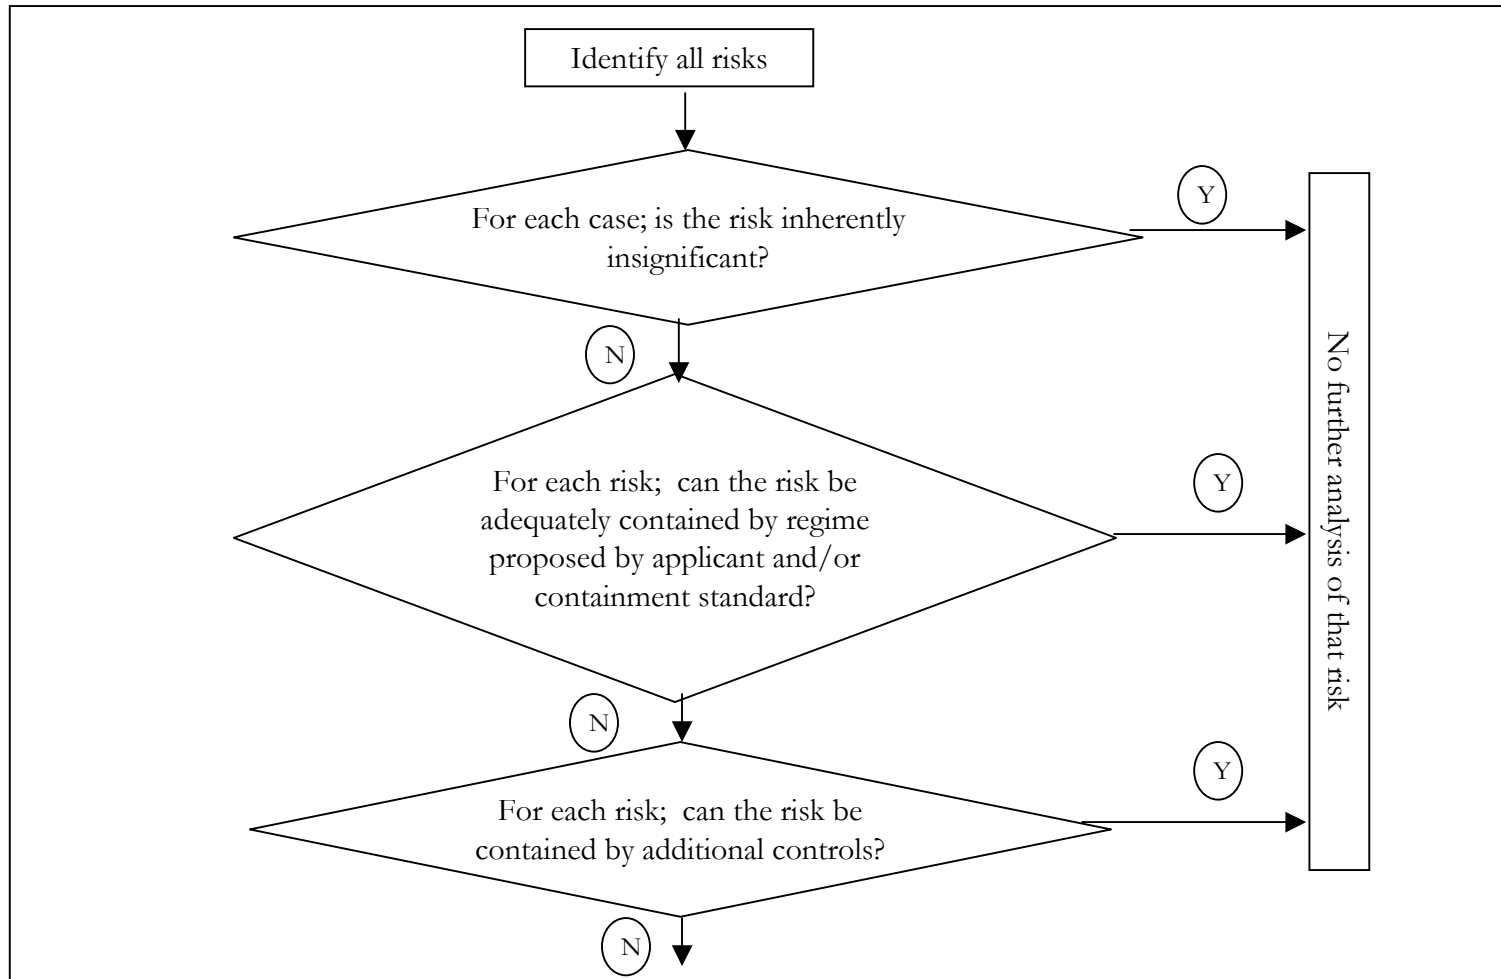 Identify all risks
For each case; is the risk inherently
insignificant?
Y
N
For each risk;  can the risk be
adequately contained by regime
proposed by applicant and/or
containment standard?
Y
N
For each risk;  can the risk be
contained by additional controls?
Y
N
No further analysis of that risk